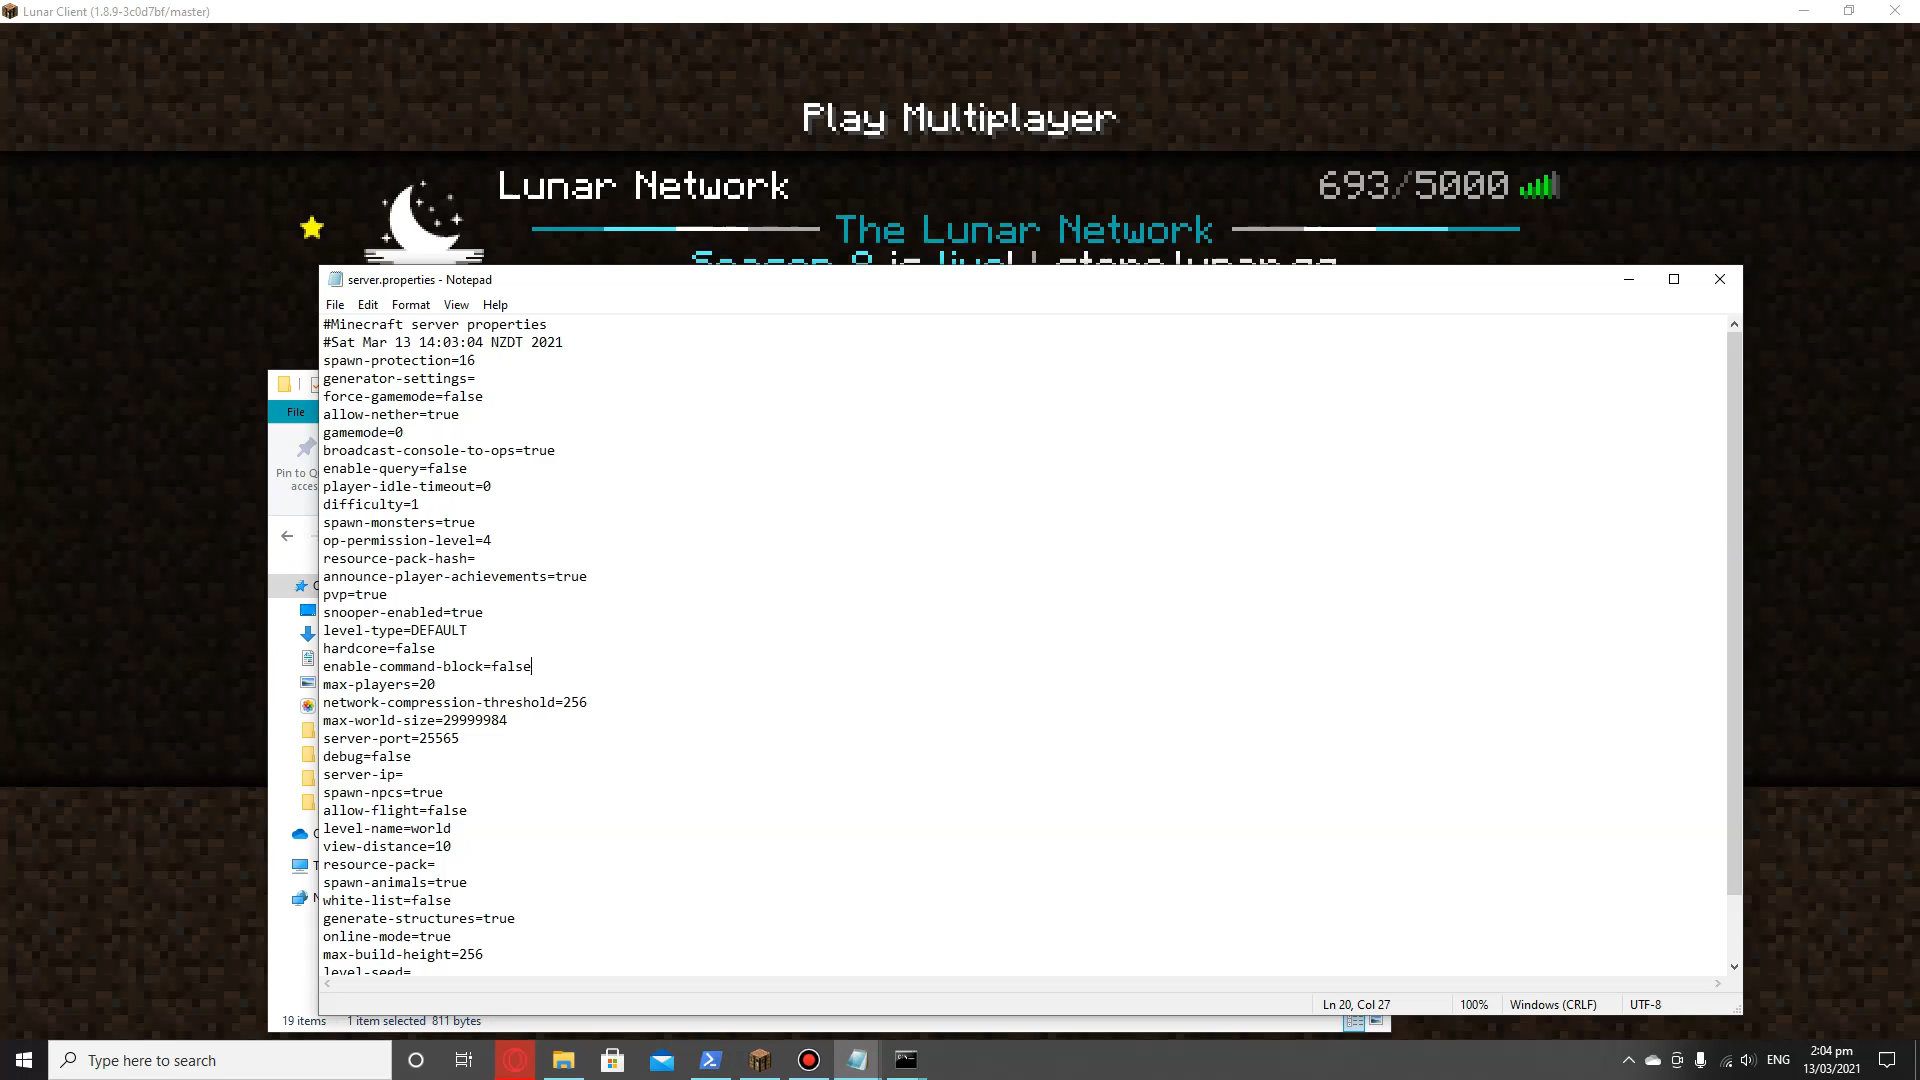 Lunar Client (1.8.9-3c0d7bf/master)
Play Multiplayer
Lunar Network
693/5000
The Lunar Network
server.properties - Notepad
File Edit Format View Help
#Minecraft server properties
#Sat Mar 13 14:03:04 NZDT 2021
spawn-protection=16
generator-settings=
force-gamemode=false
allow-nether=true
gamemode=0
broadcast-console-to-ops=true
enable-query=false
player-idle-timeout=0
difficulty=1
spawn-monsters=true
op-permission-level=4
resource-pack-hash=
announce-player-achievements=true
pvp=true
snooper-enabled=true
level-type=DEFAULT
hardcore=false
enable-command-block=false
max-players=20
network-compression-threshold=256
max-world-size=29999984
server-port=25565
debug=false
server-ip=
spawn-npcs=true
allow-flight=false
level-name=world
view-distance=10
resource-pack=
spawn-animals=true
white-list=false
generate-structures=true
online-mode=true
max-build-height=256
level-seed=
Ln 20, Col 27
100%
Windows (CRLF)
UTF-8
File
Pin to
19 items
1 item selected 811 bytes
Type here to search
ENG
2:04 pm
13/03/2021